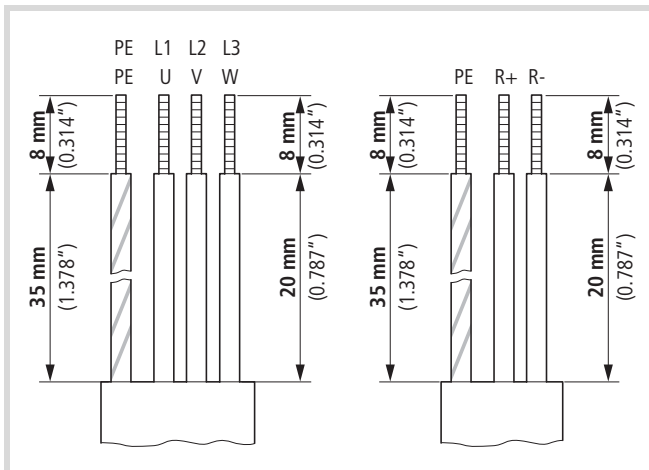 PE L1 L2 L3
PE U V W
PE R+ R-
8 mm
(0.314“)
8 mm
(0.314“)
8 mm
(0.314“)
8 mm
(0.314“)
35 mm
(1.378“)
20 mm
(0.787“)
35 mm
(1.378“)
20 mm
(0.787“)